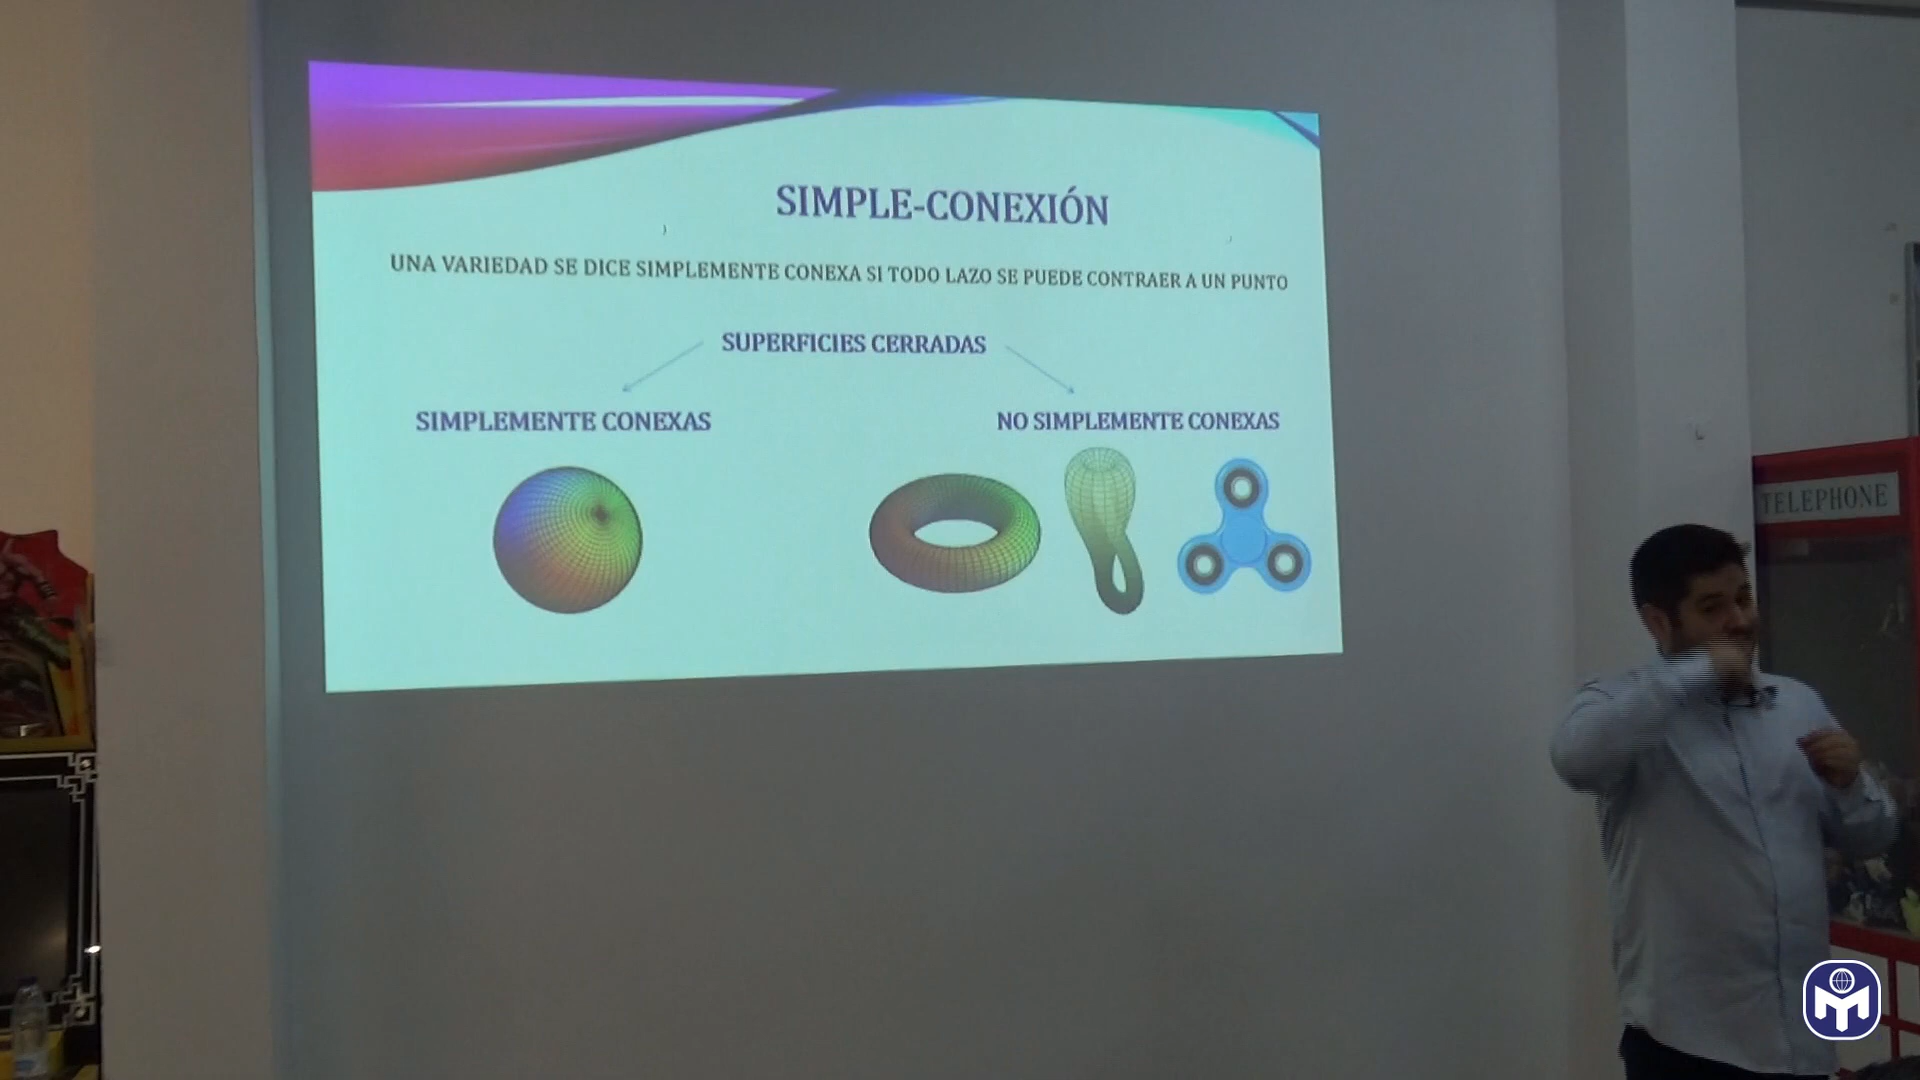 SIMPLE-CONEXIÓN
UNA VARIEDAD SE DICE SIMPLEMENTE CONEXA SI TODO LAZO SE PUEDE CONTRAER A UN PUNTO
SUPERFICIES CERRADAS
SIMPLEMENTE CONEXAS
NO SIMPLEMENTE CONEXAS
TELEPHONE